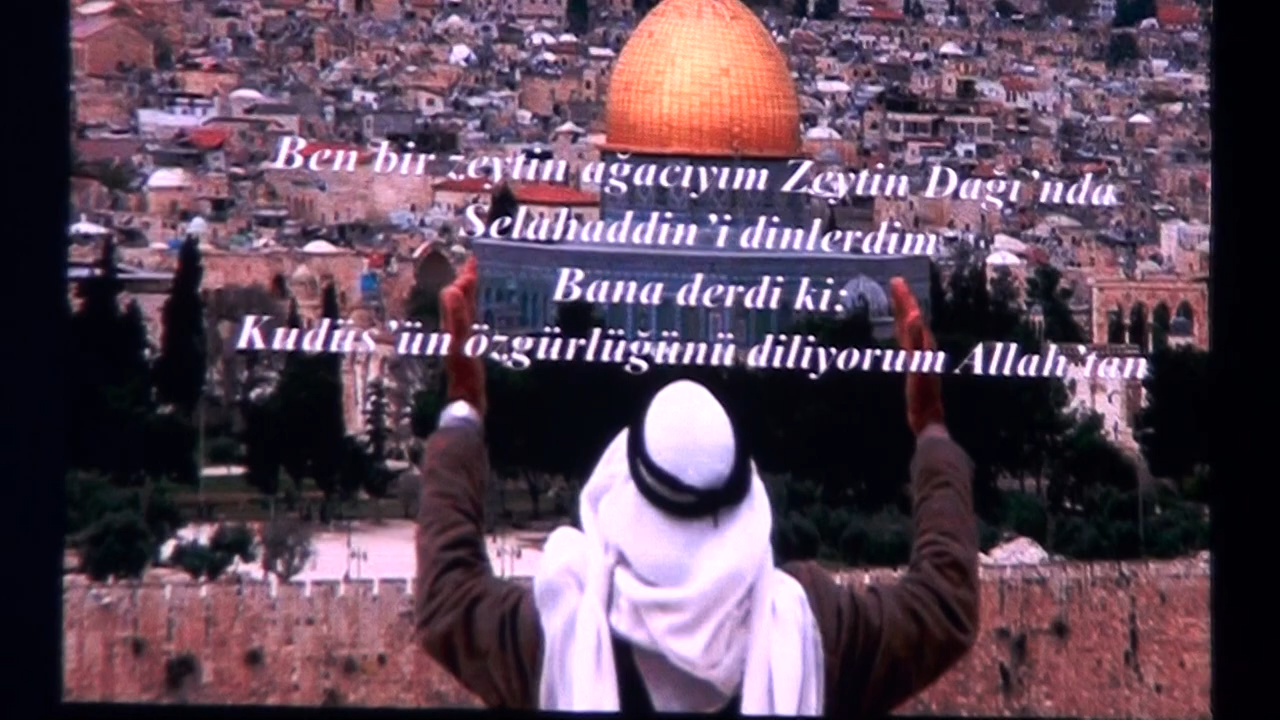 Ben bir zeytin ağacıyım Zeytin Dağı'nda
Selahaddin'i dinlerdim
Bana derdi ki;
Kudüs'ün özgürlüğünü diliyorum Allah'tan